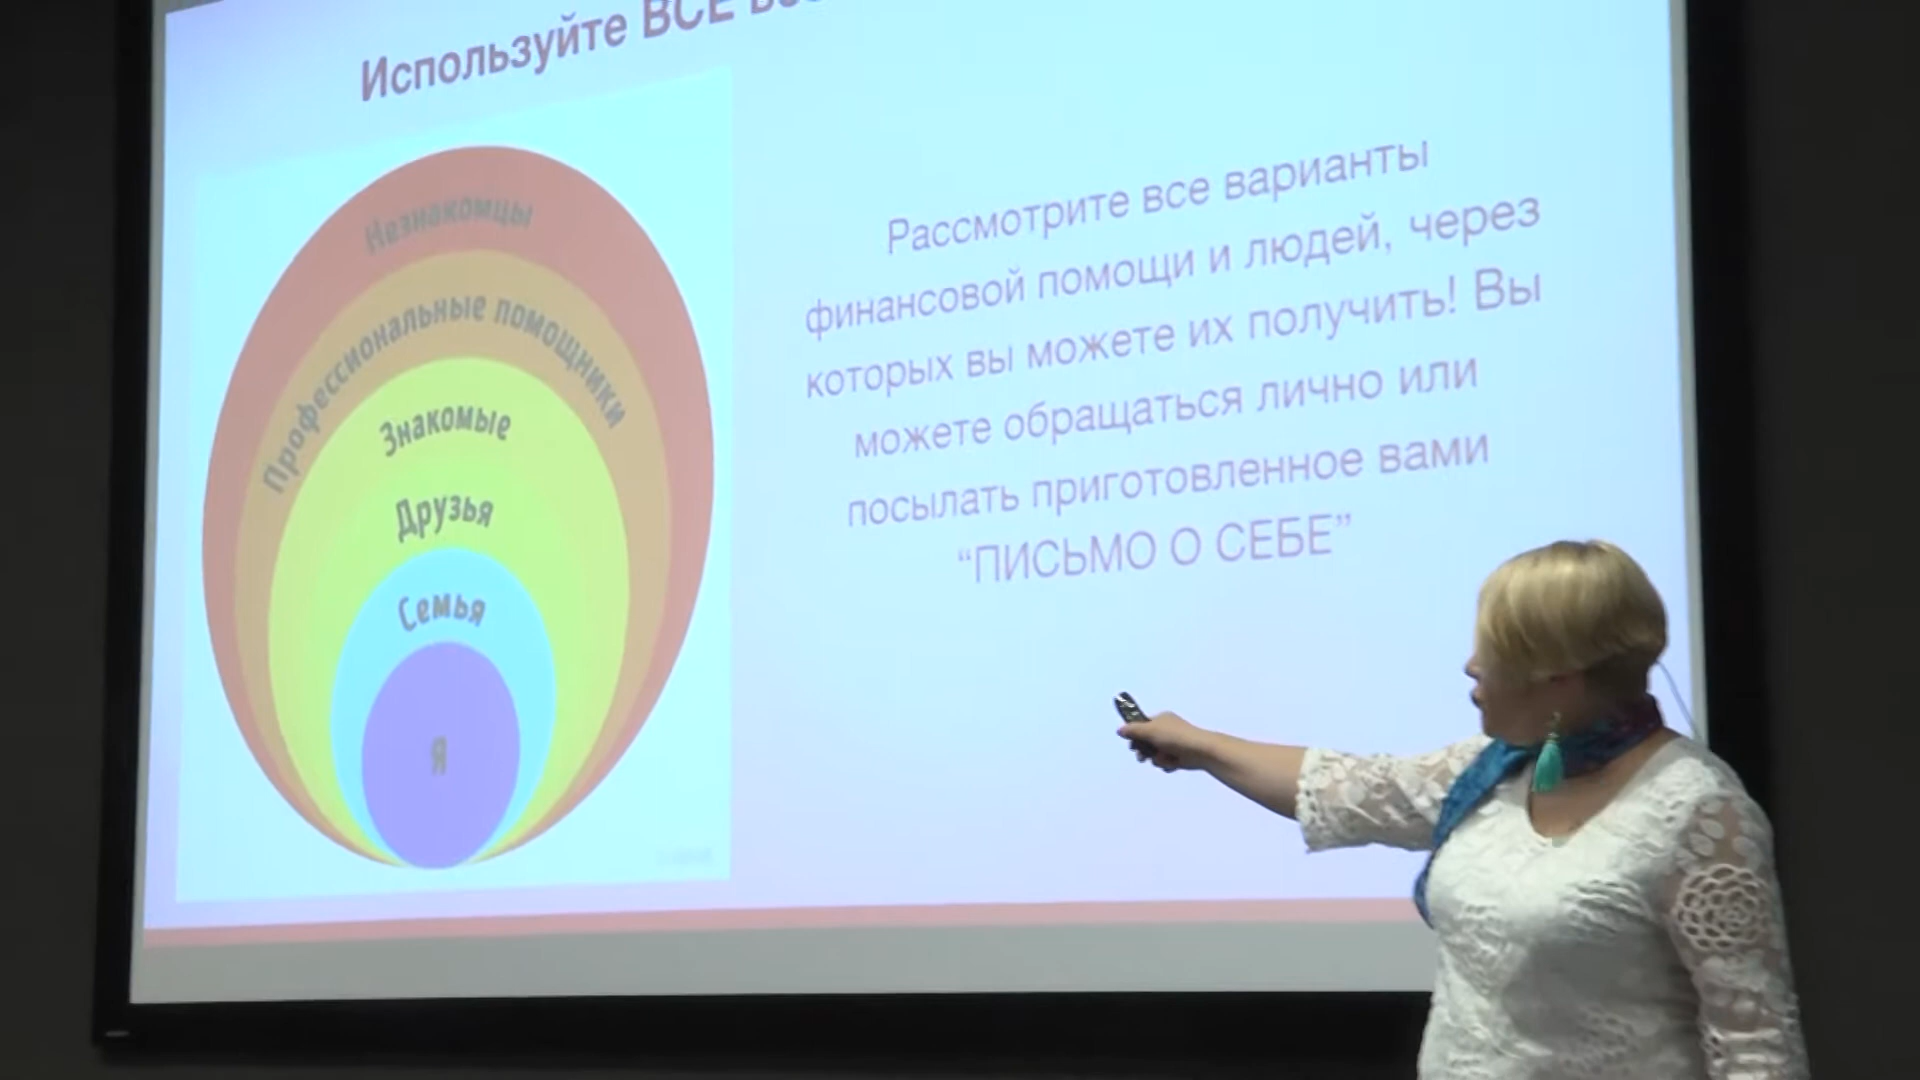 Используйте ВСЕ
Незнакомцы
Профессиональные помощники
Знакомые
Друзья
Семья
Я
Рассмотрите все варианты
финансовой помощи и людей, через
которых вы можете их получить! Вы
можете обращаться лично или
посылать приготовленное вами
“ПИСЬМО О СЕБЕ”